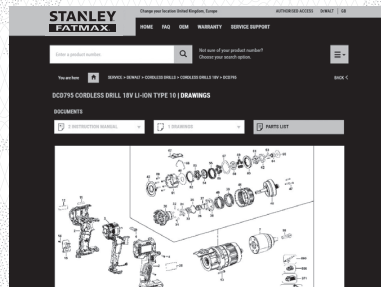 STANLEY
FATMAX
Change your location: United Kingdom, Europe
AUTHORISED ACCESS DEWALT GB
HOME FAQ OEM WARRANTY SERVICE SUPPORT
Enter a product number.
Not sure of your product number?
Choose your search option.
You are here
SERVICE > DEWALT > CORDLESS DRILLS > CORDLESS DRILLS 18V > DCD795
BACK <
DCD795 CORDLESS DRILL 18V LI-ION TYPE 10 | DRAWINGS
DOCUMENTS
2 INSTRUCTION MANUAL
1 DRAWINGS
PARTS LIST